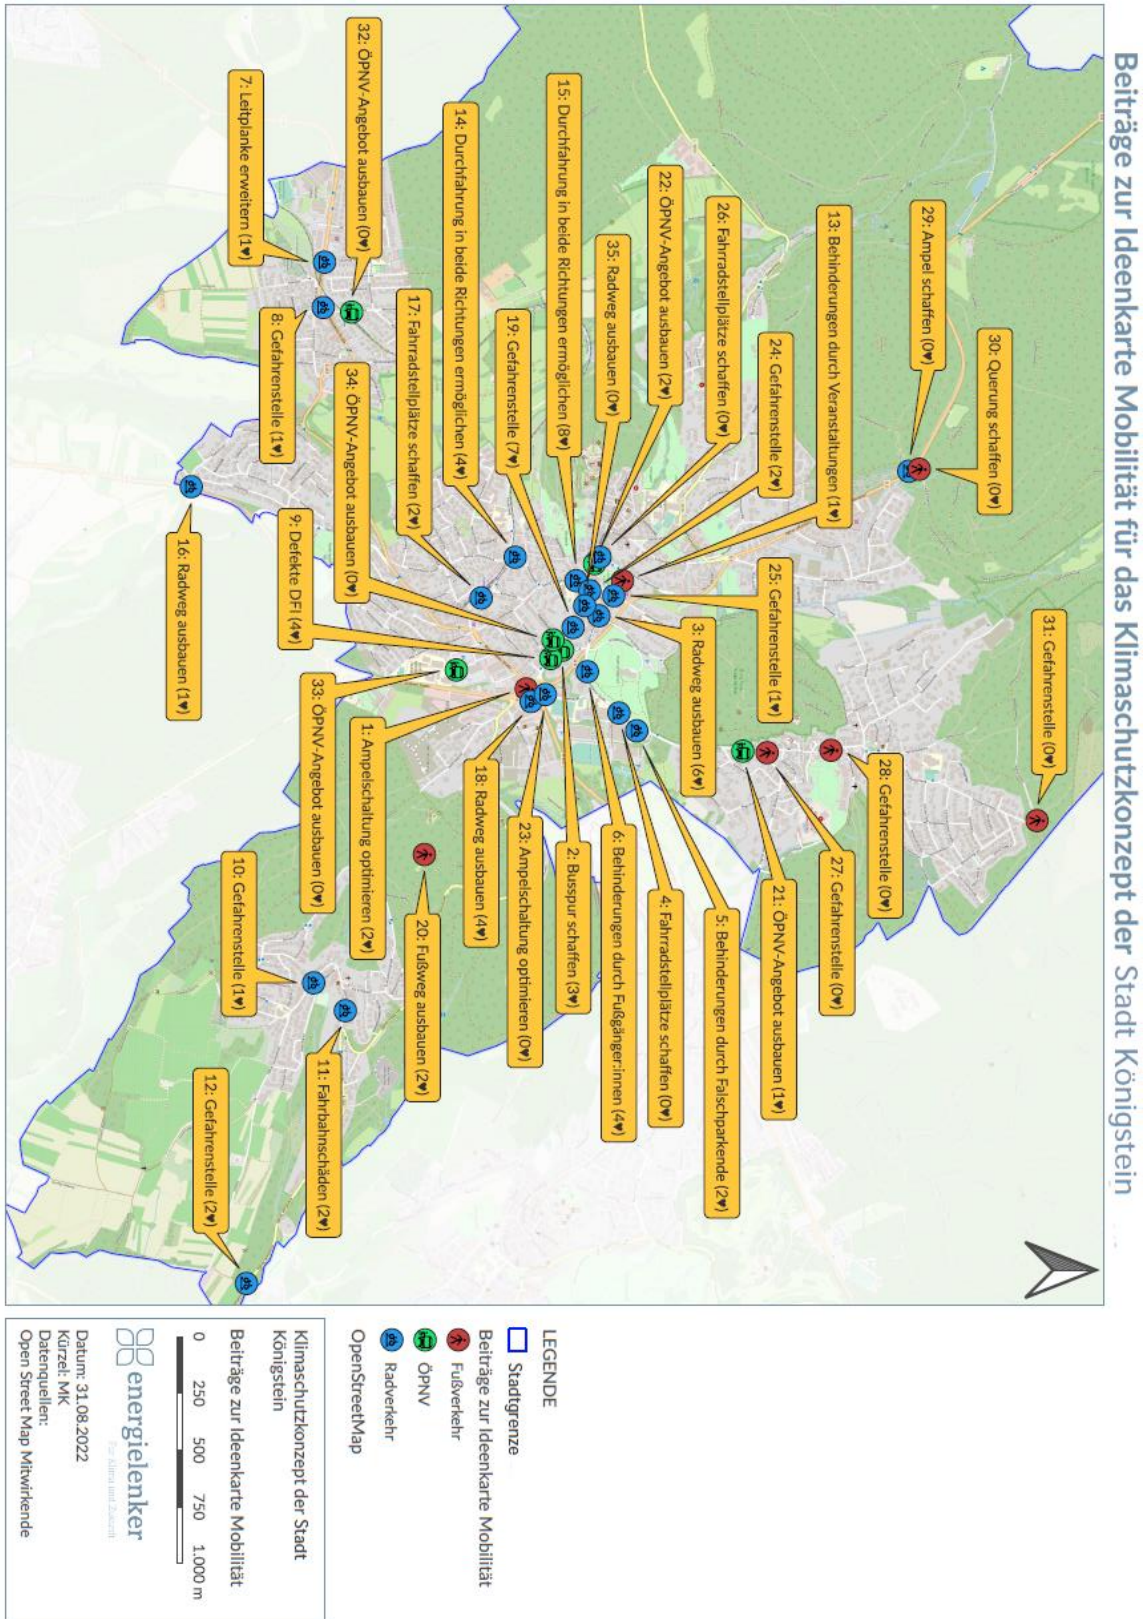 Beiträge zur Ideenkarte Mobilität für das Klimaschutzkonzept der Stadt Königstein
31: Gefahrenstelle (0♥)
30: Querung schaffen (0♥)
29: Ampel schaffen (0♥)
28: Gefahrenstelle (0♥)
27: Gefahrenstelle (0♥)
13: Behinderungen durch Veranstaltungen (1♥)
25: Gefahrenstelle (1♥)
21: ÖPNV-Angebot ausbauen (1♥)
24: Gefahrenstelle (2♥)
26: Fahrradstellplätze schaffen (0♥)
3: Radweg ausbauen (6♥)
5: Behinderungen durch Falschparkende (2♥)
22: ÖPNV-Angebot ausbauen (2♥)
4: Fahrradstellplätze schaffen (0♥)
35: Radweg ausbauen (0♥)
6: Behinderungen durch Fußgänger:innen (4♥)
15: Durchfahrung in beide Richtungen ermöglichen (8♥)
2: Busspur schaffen (3♥)
19: Gefahrenstelle (7♥)
23: Ampelschaltung optimieren (0♥)
14: Durchfahrung in beide Richtungen ermöglichen (4♥)
18: Radweg ausbauen (4♥)
17: Fahrradstellplätze schaffen (2♥)
20: Fußweg ausbauen (2♥)
32: ÖPNV-Angebot ausbauen (0♥)
34: ÖPNV-Angebot ausbauen (0♥)
1: Ampelschaltung optimieren (2♥)
9: Defekte DFI (4♥)
33: ÖPNV-Angebot ausbauen (0♥)
8: Gefahrenstelle (1♥)
7: Leitplanke erweitern (1♥)
11: Fahrbahnschäden (2♥)
10: Gefahrenstelle (1♥)
16: Radweg ausbauen (1♥)
12: Gefahrenstelle (2♥)
LEGENDE
Stadtgrenze
Beiträge zur Ideenkarte Mobilität
Fußverkehr
ÖPNV
Radverkehr
OpenStreetMap
Klimaschutzkonzept der Stadt
Königstein
Beiträge zur Ideenkarte Mobilität
0 250 500 750 1.000 m
energielenker
Für Klima und Zukunft
Datum: 31.08.2022
Kürzel: MK
Datenquellen:
Open Street Map Mitwirkende